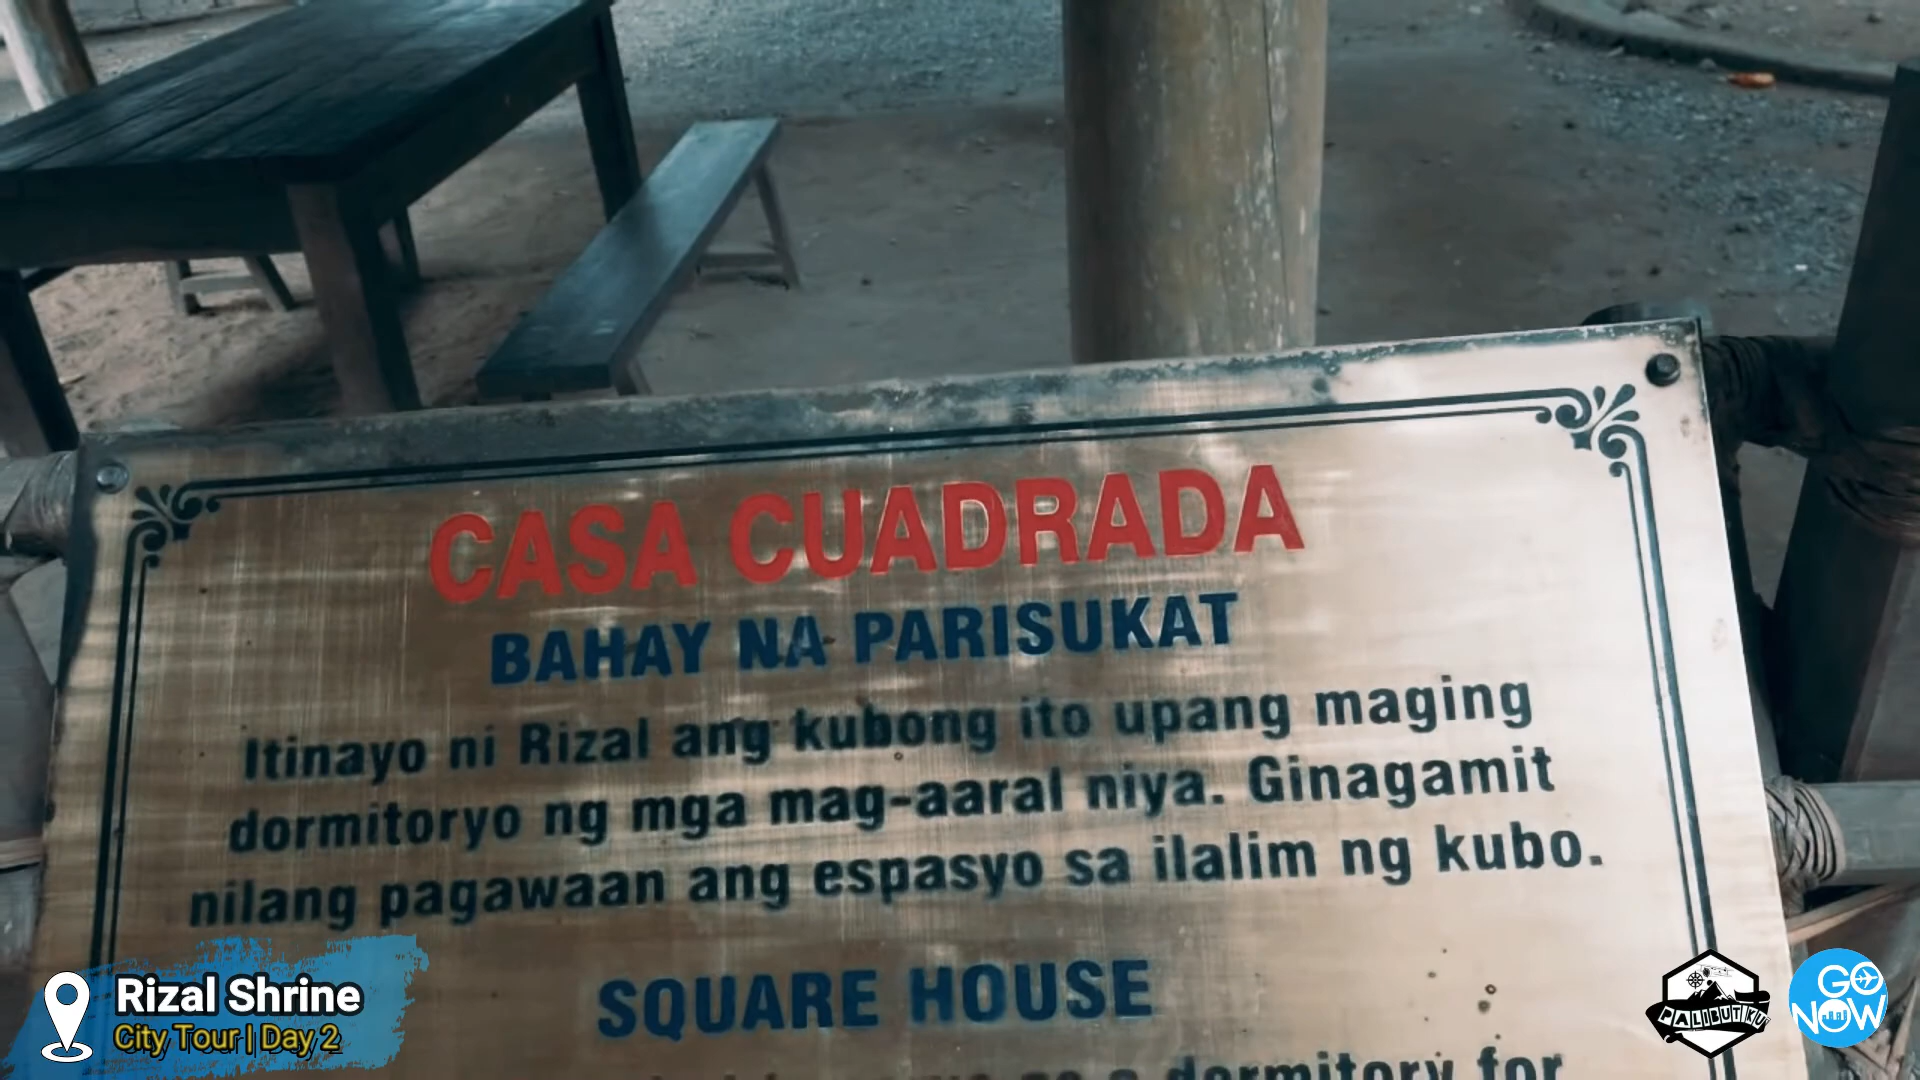 CASA CUADRADA
BAHAY NA PARISUKAT
Itinayo ni Rizal ang kubong ito upang maging
dormitoryo ng mga mag-aaral niya. Ginagamit
nilang pagawaan ang espasyo sa ilalim ng kubo.
SQUARE HOUSE
dormitory for
Rizal Shrine
City Tour | Day 2
PALIBUT KU
GO
NOW